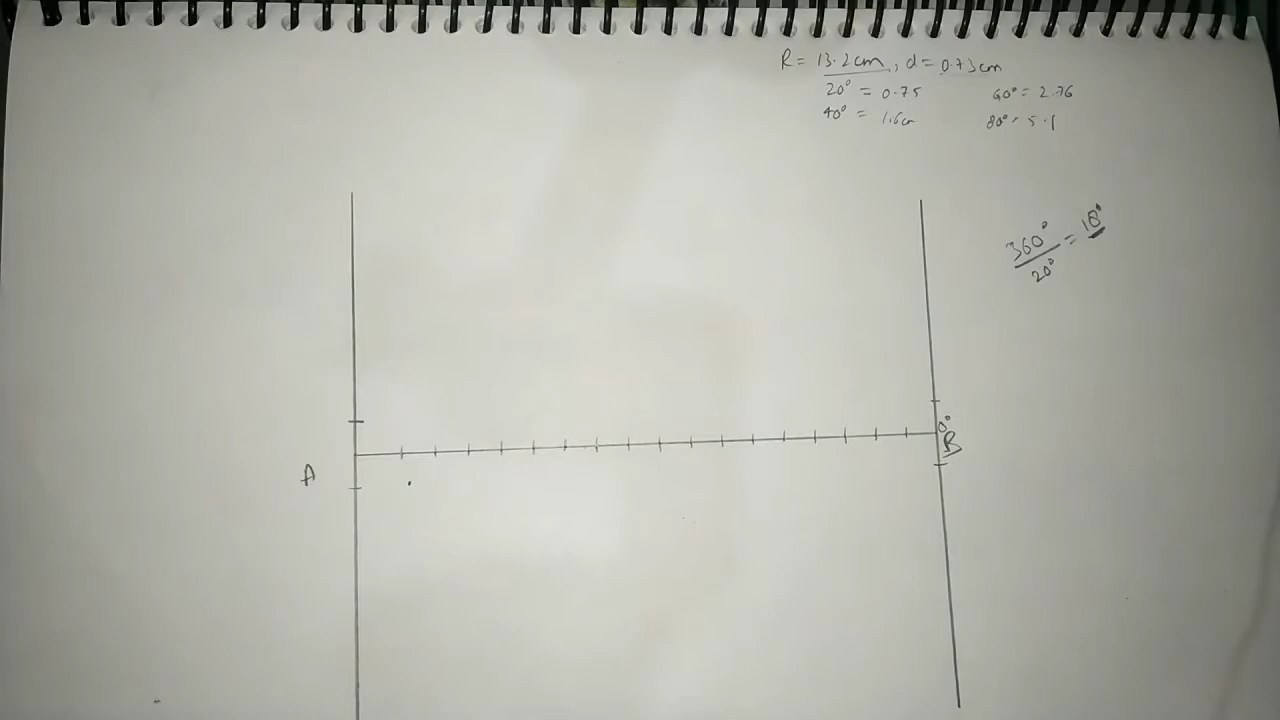 R = 13.2cm, d = 0.73cm
20° = 0.75 60° = 2.76
40° = 1.6cm 80° = 5.1
360°/20° = 18°
0°
A B